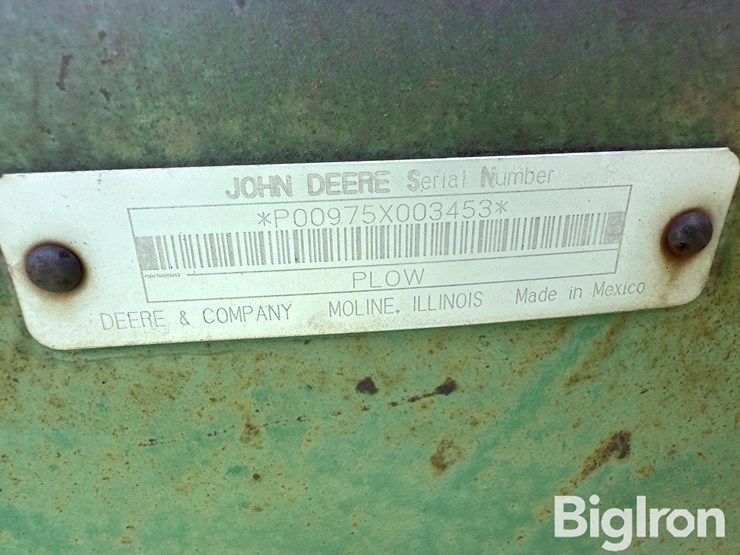 JOHN DEERE Serial Number
*P00975X003453*
PLOW
DEERE & COMPANY MOLINE, ILLINOIS Made in Mexico
BigIron